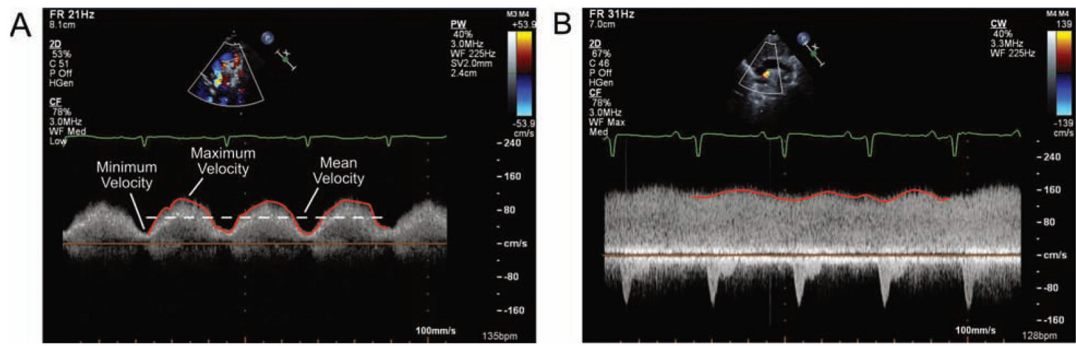 A
FR 21Hz
8.1cm
2D
53%
C 51
P Off
HGen
CF
78%
3.0MHz
WF Med
Low
PW
40%
3.0MHz
WF 225Hz
SV2.0mm
2.4cm
M3 M4
+53.9
-53.9
cm/s
Minimum
Velocity
Maximum
Velocity
Mean
Velocity
240
160
80
cm/s
-80
-160
100mm/s
135bpm
B
FR 31Hz
7.0cm
2D
67%
C 46
P Off
HGen
CF
78%
3.0MHz
WF Max
Med
CW
40%
3.3MHz
WF 225Hz
M4 M4
139
-139
cm/s
240
160
80
cm/s
-80
-160
100mm/s
128bpm